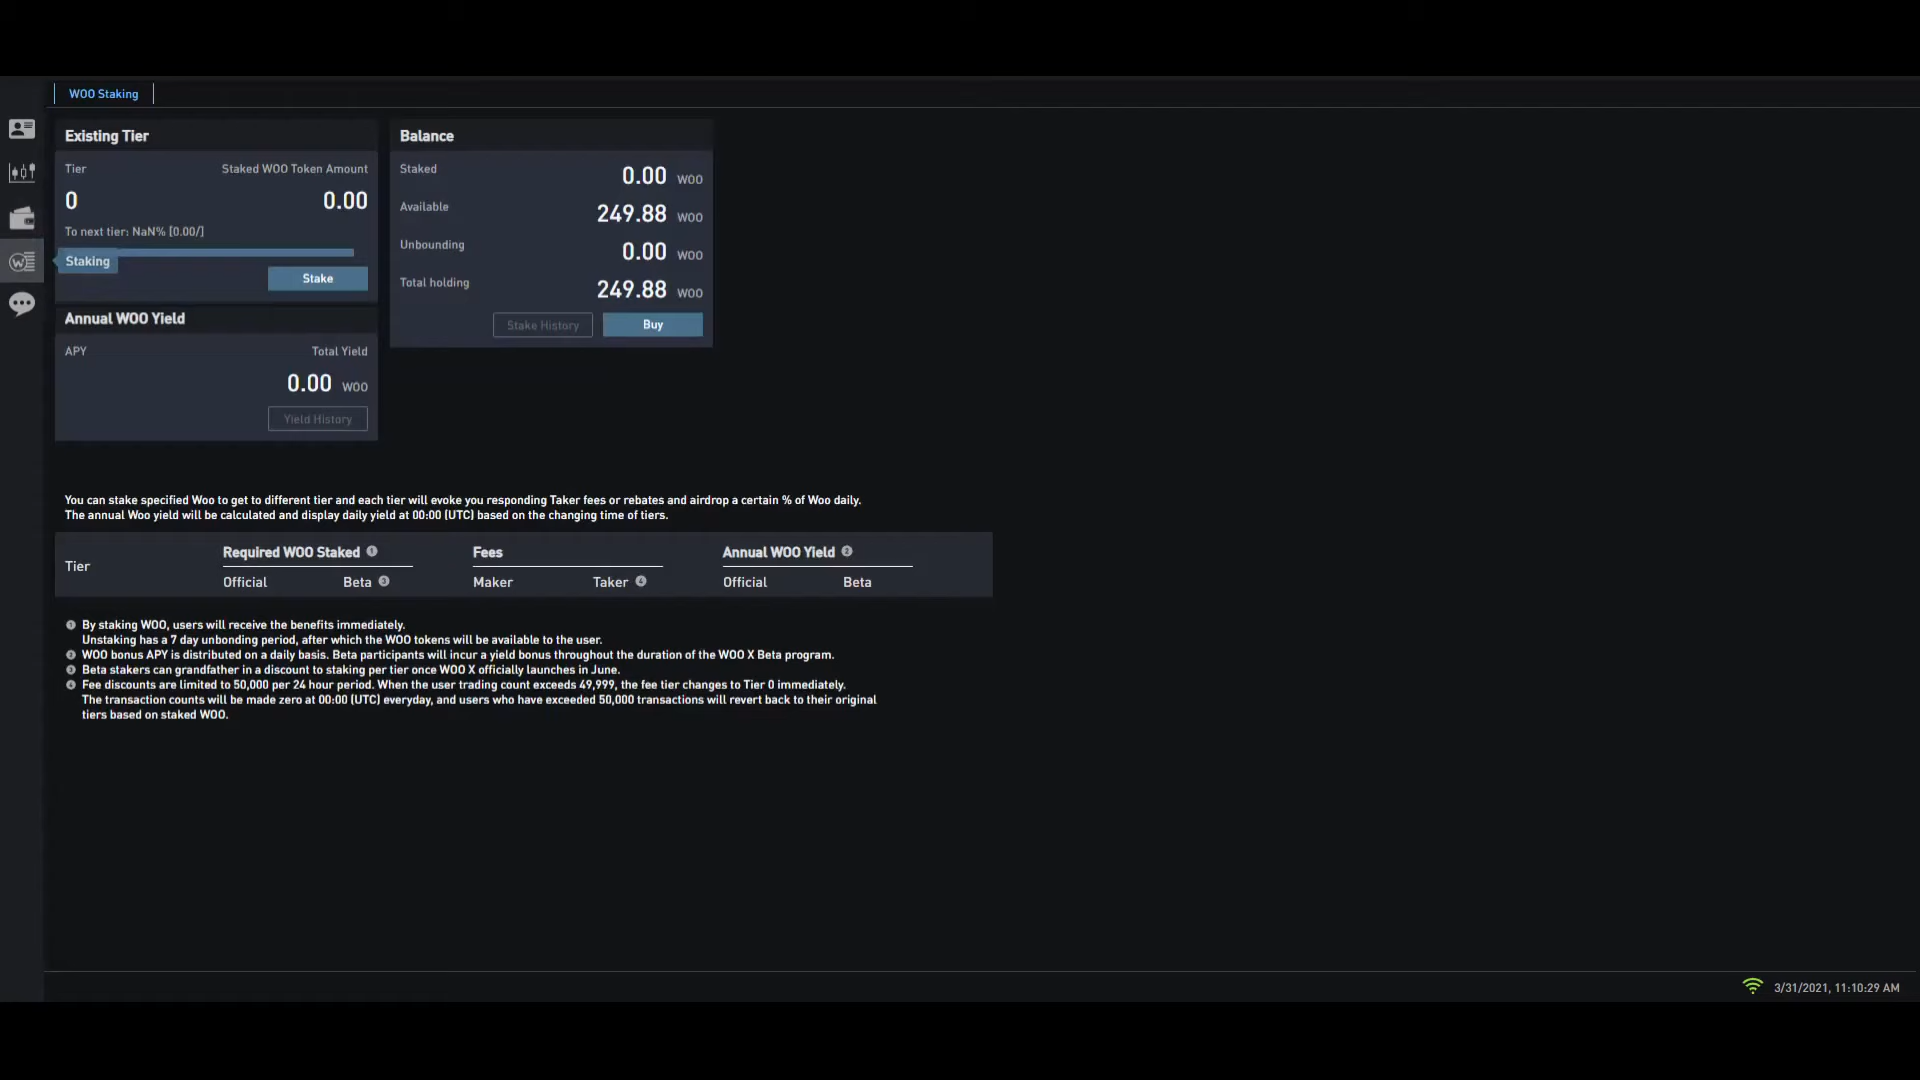 WOO Staking
Existing Tier
Tier
Staked WOO Token Amount
0
0.00
To next tier: NaN% [0.00/]
Staking
Stake
Annual WOO Yield
APY
Total Yield
0.00 WOO
Yield History
Balance
Staked
0.00 WOO
Available
249.88 WOO
Unbounding
0.00 WOO
Total holding
249.88 WOO
Stake History
Buy
You can stake specified Woo to get to different tier and each tier will evoke you responding Taker fees or rebates and airdrop a certain % of Woo daily.
The annual Woo yield will be calculated and display daily yield at 00:00 (UTC) based on the changing time of tiers.
Tier
Required WOO Staked 1
Official
Beta 3
Fees
Maker
Taker 4
Annual WOO Yield 2
Official
Beta
1 By staking WOO, users will receive the benefits immediately.
Unstaking has a 7 day unbonding period, after which the WOO tokens will be available to the user.
2 WOO bonus APY is distributed on a daily basis. Beta participants will incur a yield bonus throughout the duration of the WOO X Beta program.
3 Beta stakers can grandfather in a discount to staking per tier once WOO X officially launches in June.
4 Fee discounts are limited to 50,000 per 24 hour period. When the user trading count exceeds 49,999, the fee tier changes to Tier 0 immediately.
The transaction counts will be made zero at 00:00 (UTC) everyday, and users who have exceeded 50,000 transactions will revert back to their original
tiers based on staked WOO.
3/31/2021, 11:10:29 AM